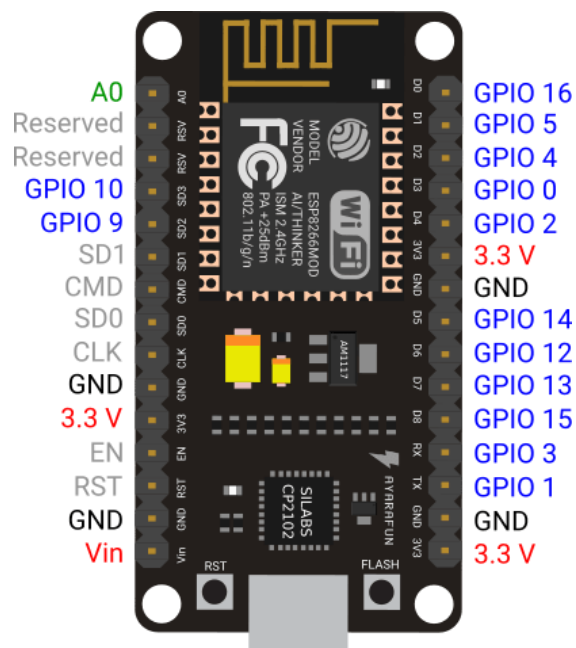 A0
Reserved
Reserved
GPIO 10
GPIO 9
SD1
CMD
SD0
CLK
GND
3.3 V
EN
RST
GND
Vin
A0
RSV
RSV
SD3
SD2
SD1
CMD
SD0
CLK
GND
3V3
EN
RST
GND
Vin
MODEL
VENDOR
ESP8266MOD
AI/THINKER
ISM 2.4GHz
PA +25dBm
802.11b/g/n
FC
Wi Fi
AM1117
SILABS
CP2102
AYARAFUN
RST
FLASH
D0
D1
D2
D3
D4
3V3
GND
D5
D6
D7
D8
RX
TX
GND
3V3
GPIO 16
GPIO 5
GPIO 4
GPIO 0
GPIO 2
3.3 V
GND
GPIO 14
GPIO 12
GPIO 13
GPIO 15
GPIO 3
GPIO 1
GND
3.3 V